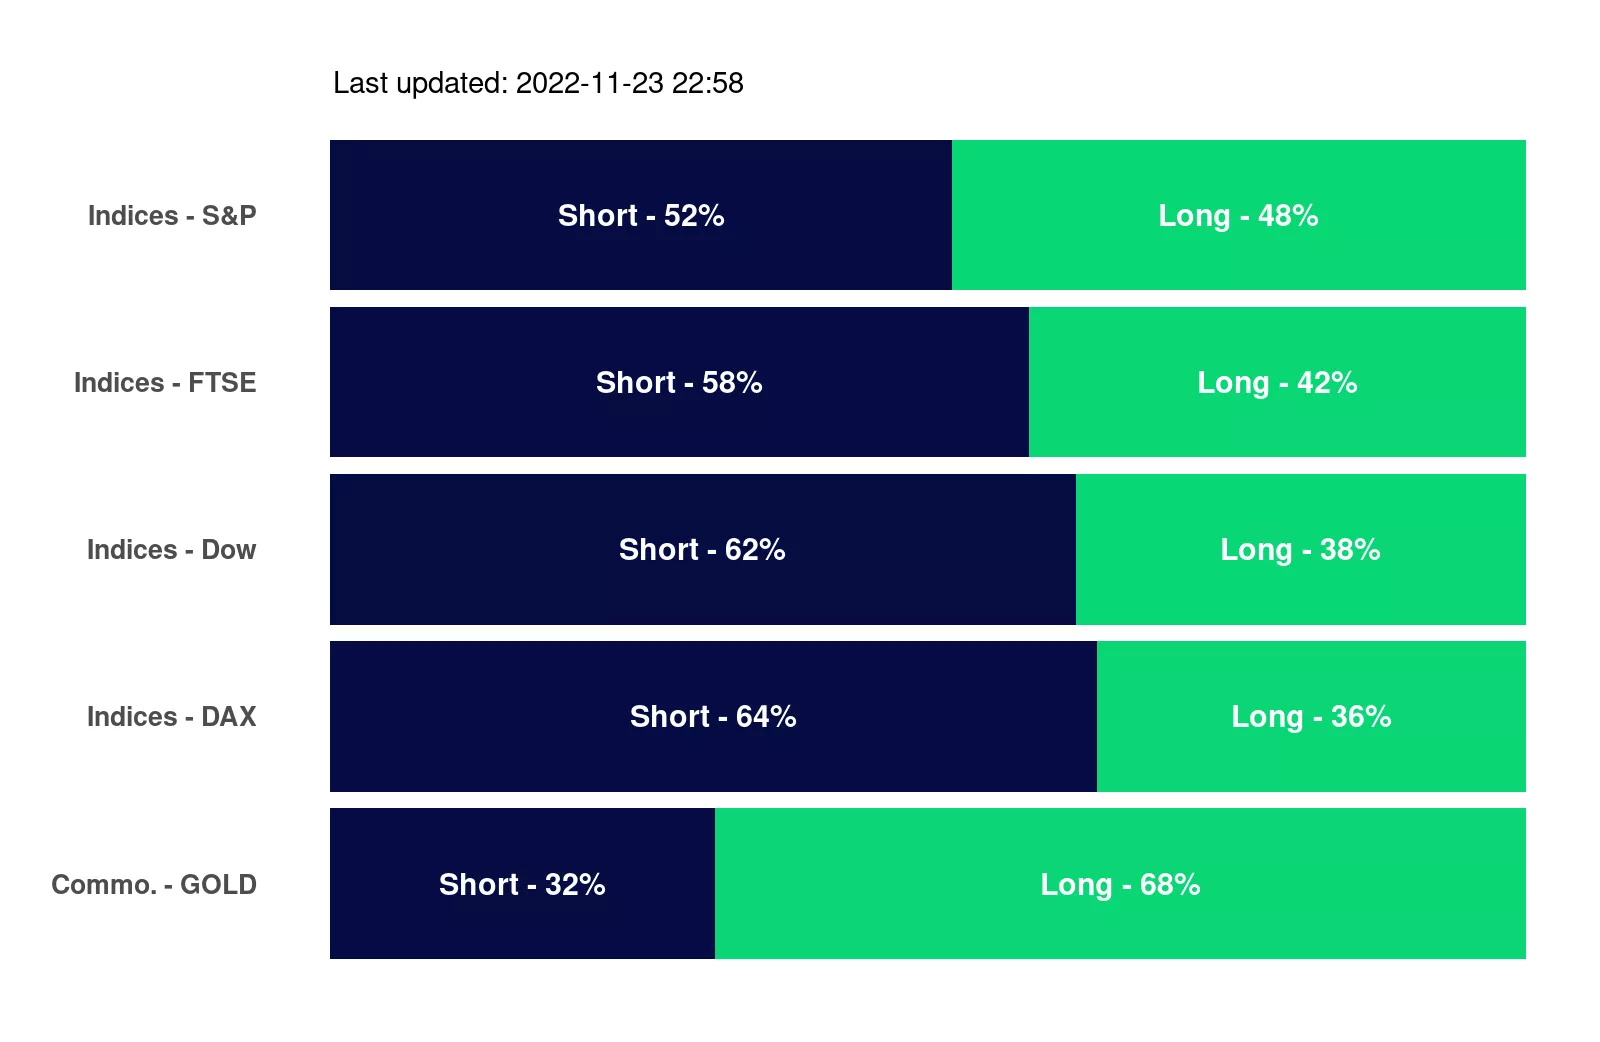 Last updated: 2022-11-23 22:58
Indices - S&P Short - 52% Long - 48%
Indices - FTSE Short - 58% Long - 42%
Indices - Dow Short - 62% Long - 38%
Indices - DAX Short - 64% Long - 36%
Commo. - GOLD Short - 32% Long - 68%